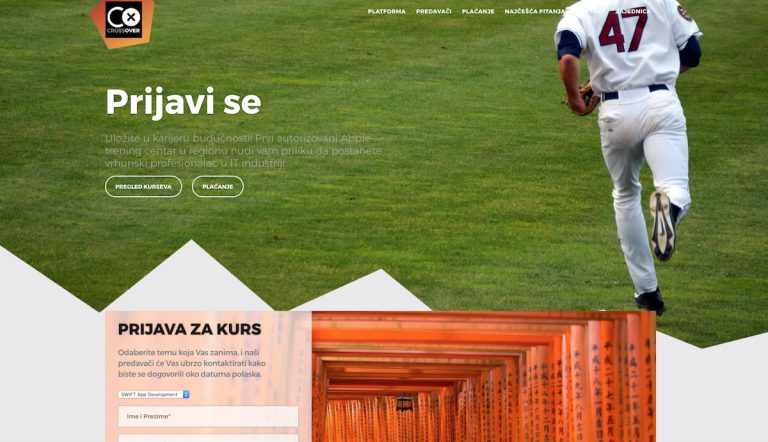 CO
CROSSOVER
PLATFORMA PREDAVAČI PLAĆANJE NAJČEŠĆA PITANJA ZAJEDNICA
47
Prijavi se
Uložite u karijeru budućnosti! Prvi autorizovani Apple
trening centar u regionu nudi vam priliku da postanete
vrhunski profesionalac u IT industriji.
PREGLED KURSEVA PLAĆANJE
PRIJAVA ZA KURS
Odaberite temu koja Vas zanima, i naši
predavači će Vas ubrzo kontaktirati kako
biste se dogovorili oko datuma polaska.
SWIFT App Development
Ime i Prezime*